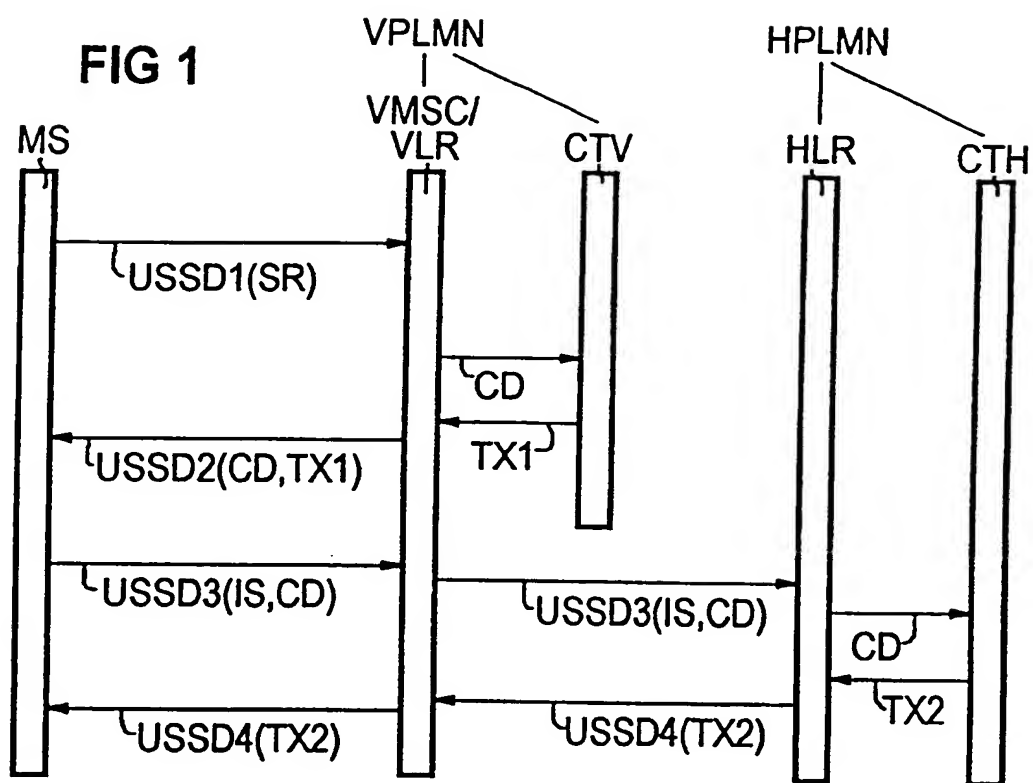 FIG 1
VPLMN
HPLMN
MS
VMSC/
VLR
CTV
HLR
CTH
USSD1(SR)
CD
TX1
USSD2(CD,TX1)
USSD3(IS,CD)
USSD3(IS,CD)
CD
TX2
USSD4(TX2)
USSD4(TX2)